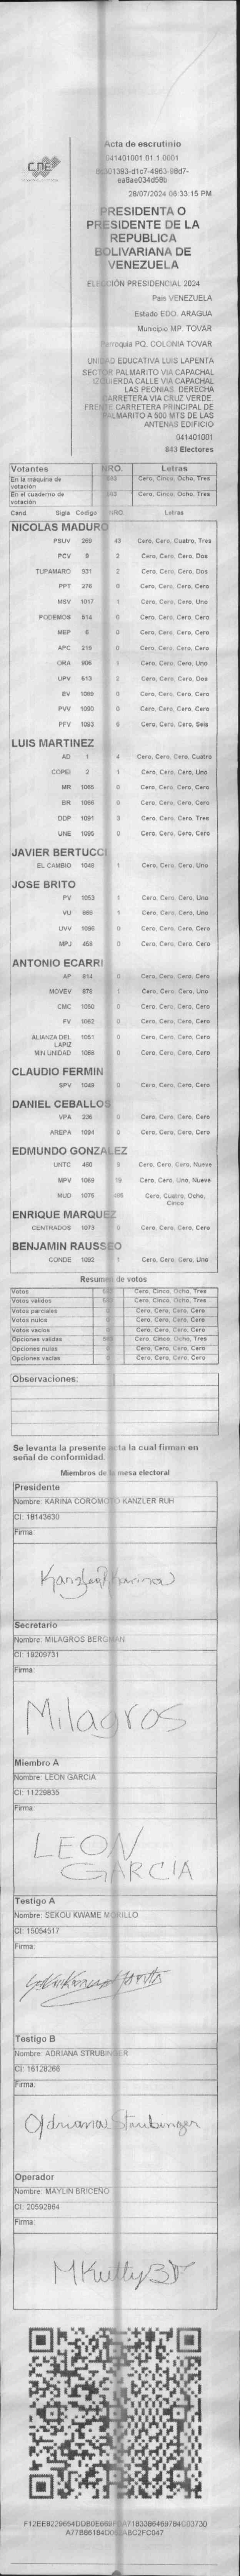 CNE
Acta de escrutinio
041401001.01.1.0001
28/07/2024 06:33:15 PM
PRESIDENTA O
PRESIDENTE DE LA
REPUBLICA
BOLIVARIANA DE
VENEZUELA
ELECCIÓN PRESIDENCIAL 2024
Pais VENEZUELA
Estado EDO. ARAGUA
Municipio MP. TOVAR
Parroquia PQ. COLONIA TOVAR
UNIDAD EDUCATIVA LUIS LAPENTA
SECTOR PALMARITO VIA CAPACHAL
IZQUIERDA CALLE VIA CAPACHAL
LAS PEONIAS. DERECHA
CARRETERA VIA CRUZ VERDE.
FRENTE CARRETERA PRINCIPAL DE
PALMARITO A 500 MTS DE LAS
ANTENAS EDIFICIO
041401001
843 Electores
Votantes NRO. Letras
En la máquina de votación 583 Cero, Cinco, Ocho, Tres
En el cuaderno de votación 583 Cero, Cinco, Ocho, Tres
Cand. Sigla Codigo NRO. Letras
NICOLAS MADURO
PSUV 269 43 Cero, Cero, Cuatro, Tres
PCV 9 2 Cero, Cero, Cero, Dos
TUPAMARO 931 2 Cero, Cero, Cero, Dos
PPT 276 0 Cero, Cero, Cero, Cero
MSV 1017 1 Cero, Cero, Cero, Uno
PODEMOS 514 0 Cero, Cero, Cero, Cero
MEP 6 0 Cero, Cero, Cero, Cero
APC 215 0 Cero, Cero, Cero, Cero
ORA 906 1 Cero, Cero, Cero, Uno
UPV 513 2 Cero, Cero, Cero, Dos
EV 1089 0 Cero, Cero, Cero, Cero
PVV 1090 0 Cero, Cero, Cero, Cero
PFV 1093 6 Cero, Cero, Cero, Seis
LUIS MARTINEZ
AD 1 4 Cero, Cero, Cero, Cuatro
COPEI 2 1 Cero, Cero, Cero, Uno
MR 1065 0 Cero, Cero, Cero, Cero
BR 1066 0 Cero, Cero, Cero, Cero
DDP 1091 3 Cero, Cero, Cero, Tres
UNE 1095 0 Cero, Cero, Cero, Cero
JAVIER BERTUCCI
EL CAMBIO 1048 1 Cero, Cero, Cero, Uno
JOSE BRITO
PV 1053 1 Cero, Cero, Cero, Uno
VU 869 1 Cero, Cero, Cero, Uno
UVV 1096 0 Cero, Cero, Cero, Cero
MPJ 458 0 Cero, Cero, Cero, Cero
ANTONIO ECARRI
AP 814 0 Cero, Cero, Cero, Cero
MOVEV 876 1 Cero, Cero, Cero, Uno
CMC 1050 0 Cero, Cero, Cero, Cero
FV 1062 0 Cero, Cero, Cero, Cero
ALIANZA DEL LAPIZ 1051 0 Cero, Cero, Cero, Cero
MIN UNIDAD 1068 0 Cero, Cero, Cero, Cero
CLAUDIO FERMIN
SPV 1049 0 Cero, Cero, Cero, Cero
DANIEL CEBALLOS
VPA 236 0 Cero, Cero, Cero, Cero
AREPA 1094 0 Cero, Cero, Cero, Cero
EDMUNDO GONZALEZ
UNTC 480 9 Cero, Cero, Cero, Nueve
MPV 1069 19 Cero, Cero, Uno, Nueve
MUD 1075 485 Cero, Cuatro, Ocho, Cinco
ENRIQUE MARQUEZ
CENTRADOS 1073 0 Cero, Cero, Cero, Cero
BENJAMIN RAUSSEO
CONDE 1082 1 Cero, Cero, Cero, Uno
Resumen de votos
Votos 583 Cero, Cinco, Ocho, Tres
Votos validos 583 Cero, Cinco, Ocho, Tres
Votos parciales 0 Cero, Cero, Cero, Cero
Votos nulos 0 Cero, Cero, Cero, Cero
Votos vacios 0 Cero, Cero, Cero, Cero
Opciones validas 583 Cero, Cinco, Ocho, Tres
Opciones nulas 0 Cero, Cero, Cero, Cero
Opciones vacias 0 Cero, Cero, Cero, Cero
Observaciones:
Se levanta la presente acta la cual firman en
señal de conformidad.
Miembros de la mesa electoral
Presidente
Nombre: KARINA COROMOTO KANZLER RUH
CI: 18143630
Firma:
Secretario
Nombre: MILAGROS BERGMAN
CI: 19209731
Firma:
Milagros
Miembro A
Nombre: LEON GARCIA
CI: 11229835
Firma:
LEON
GARCIA
Testigo A
Nombre: SEKOU KWAME MORILLO
CI: 15054517
Firma:
Testigo B
Nombre: ADRIANA STRUBINGER
CI: 16129266
Firma:
Adriana Strubinger
Operador
Nombre: MAYLIN BRICEÑO
CI: 20592864
Firma: